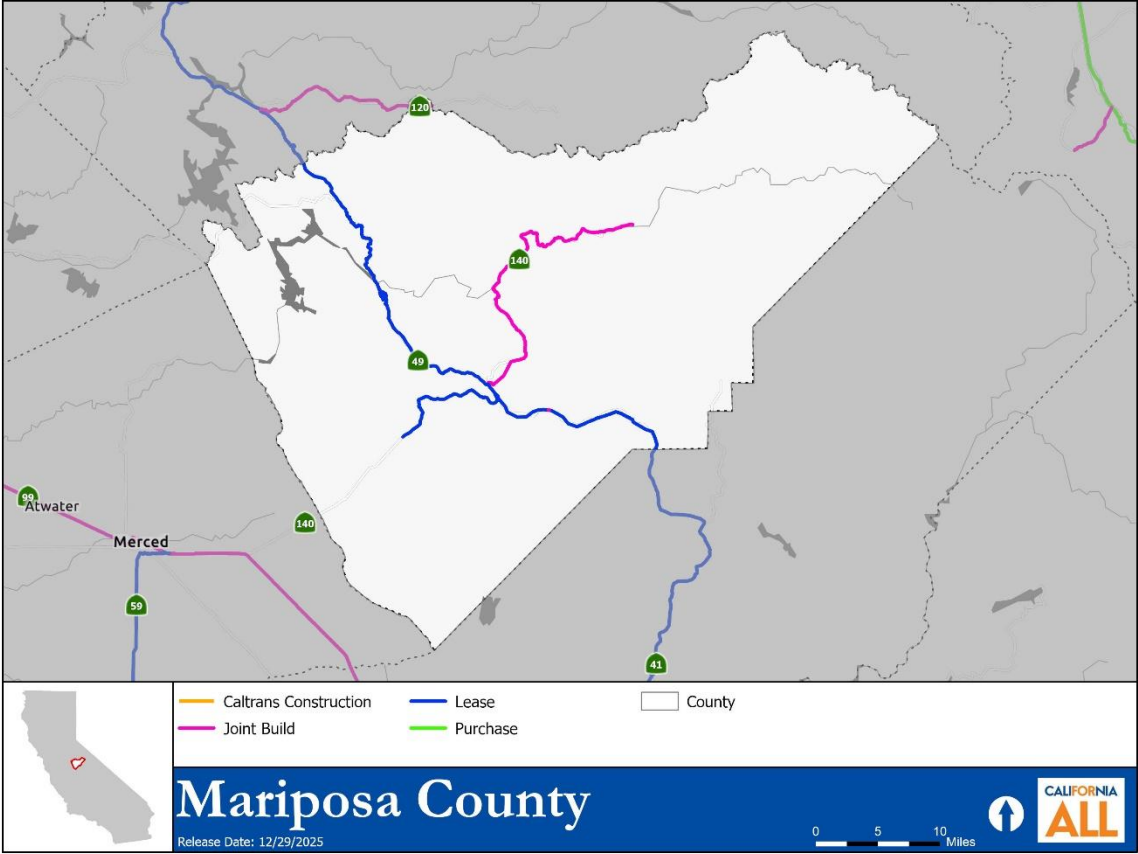 120
140
49
99
Atwater
140
Merced
59
41
Caltrans Construction
Lease
County
Joint Build
Purchase
Mariposa County
Release Date: 12/29/2025
0 5 10
Miles
CALIFORNIA
ALL